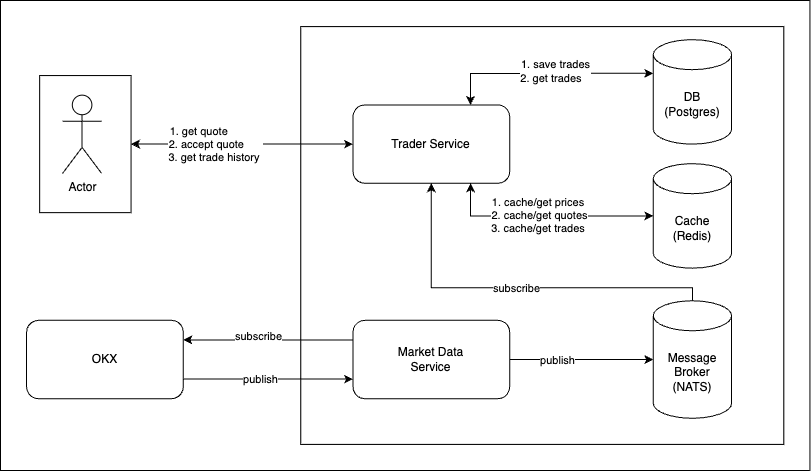 1. save trades
2. get trades
DB
(Postgres)
1. get quote
2. accept quote
3. get trade history
Trader Service
Actor
1. cache/get prices
2. cache/get quotes
3. cache/get trades
Cache
(Redis)
subscribe
subscribe
OKX
Market Data
Service
publish
publish
Message
Broker
(NATS)